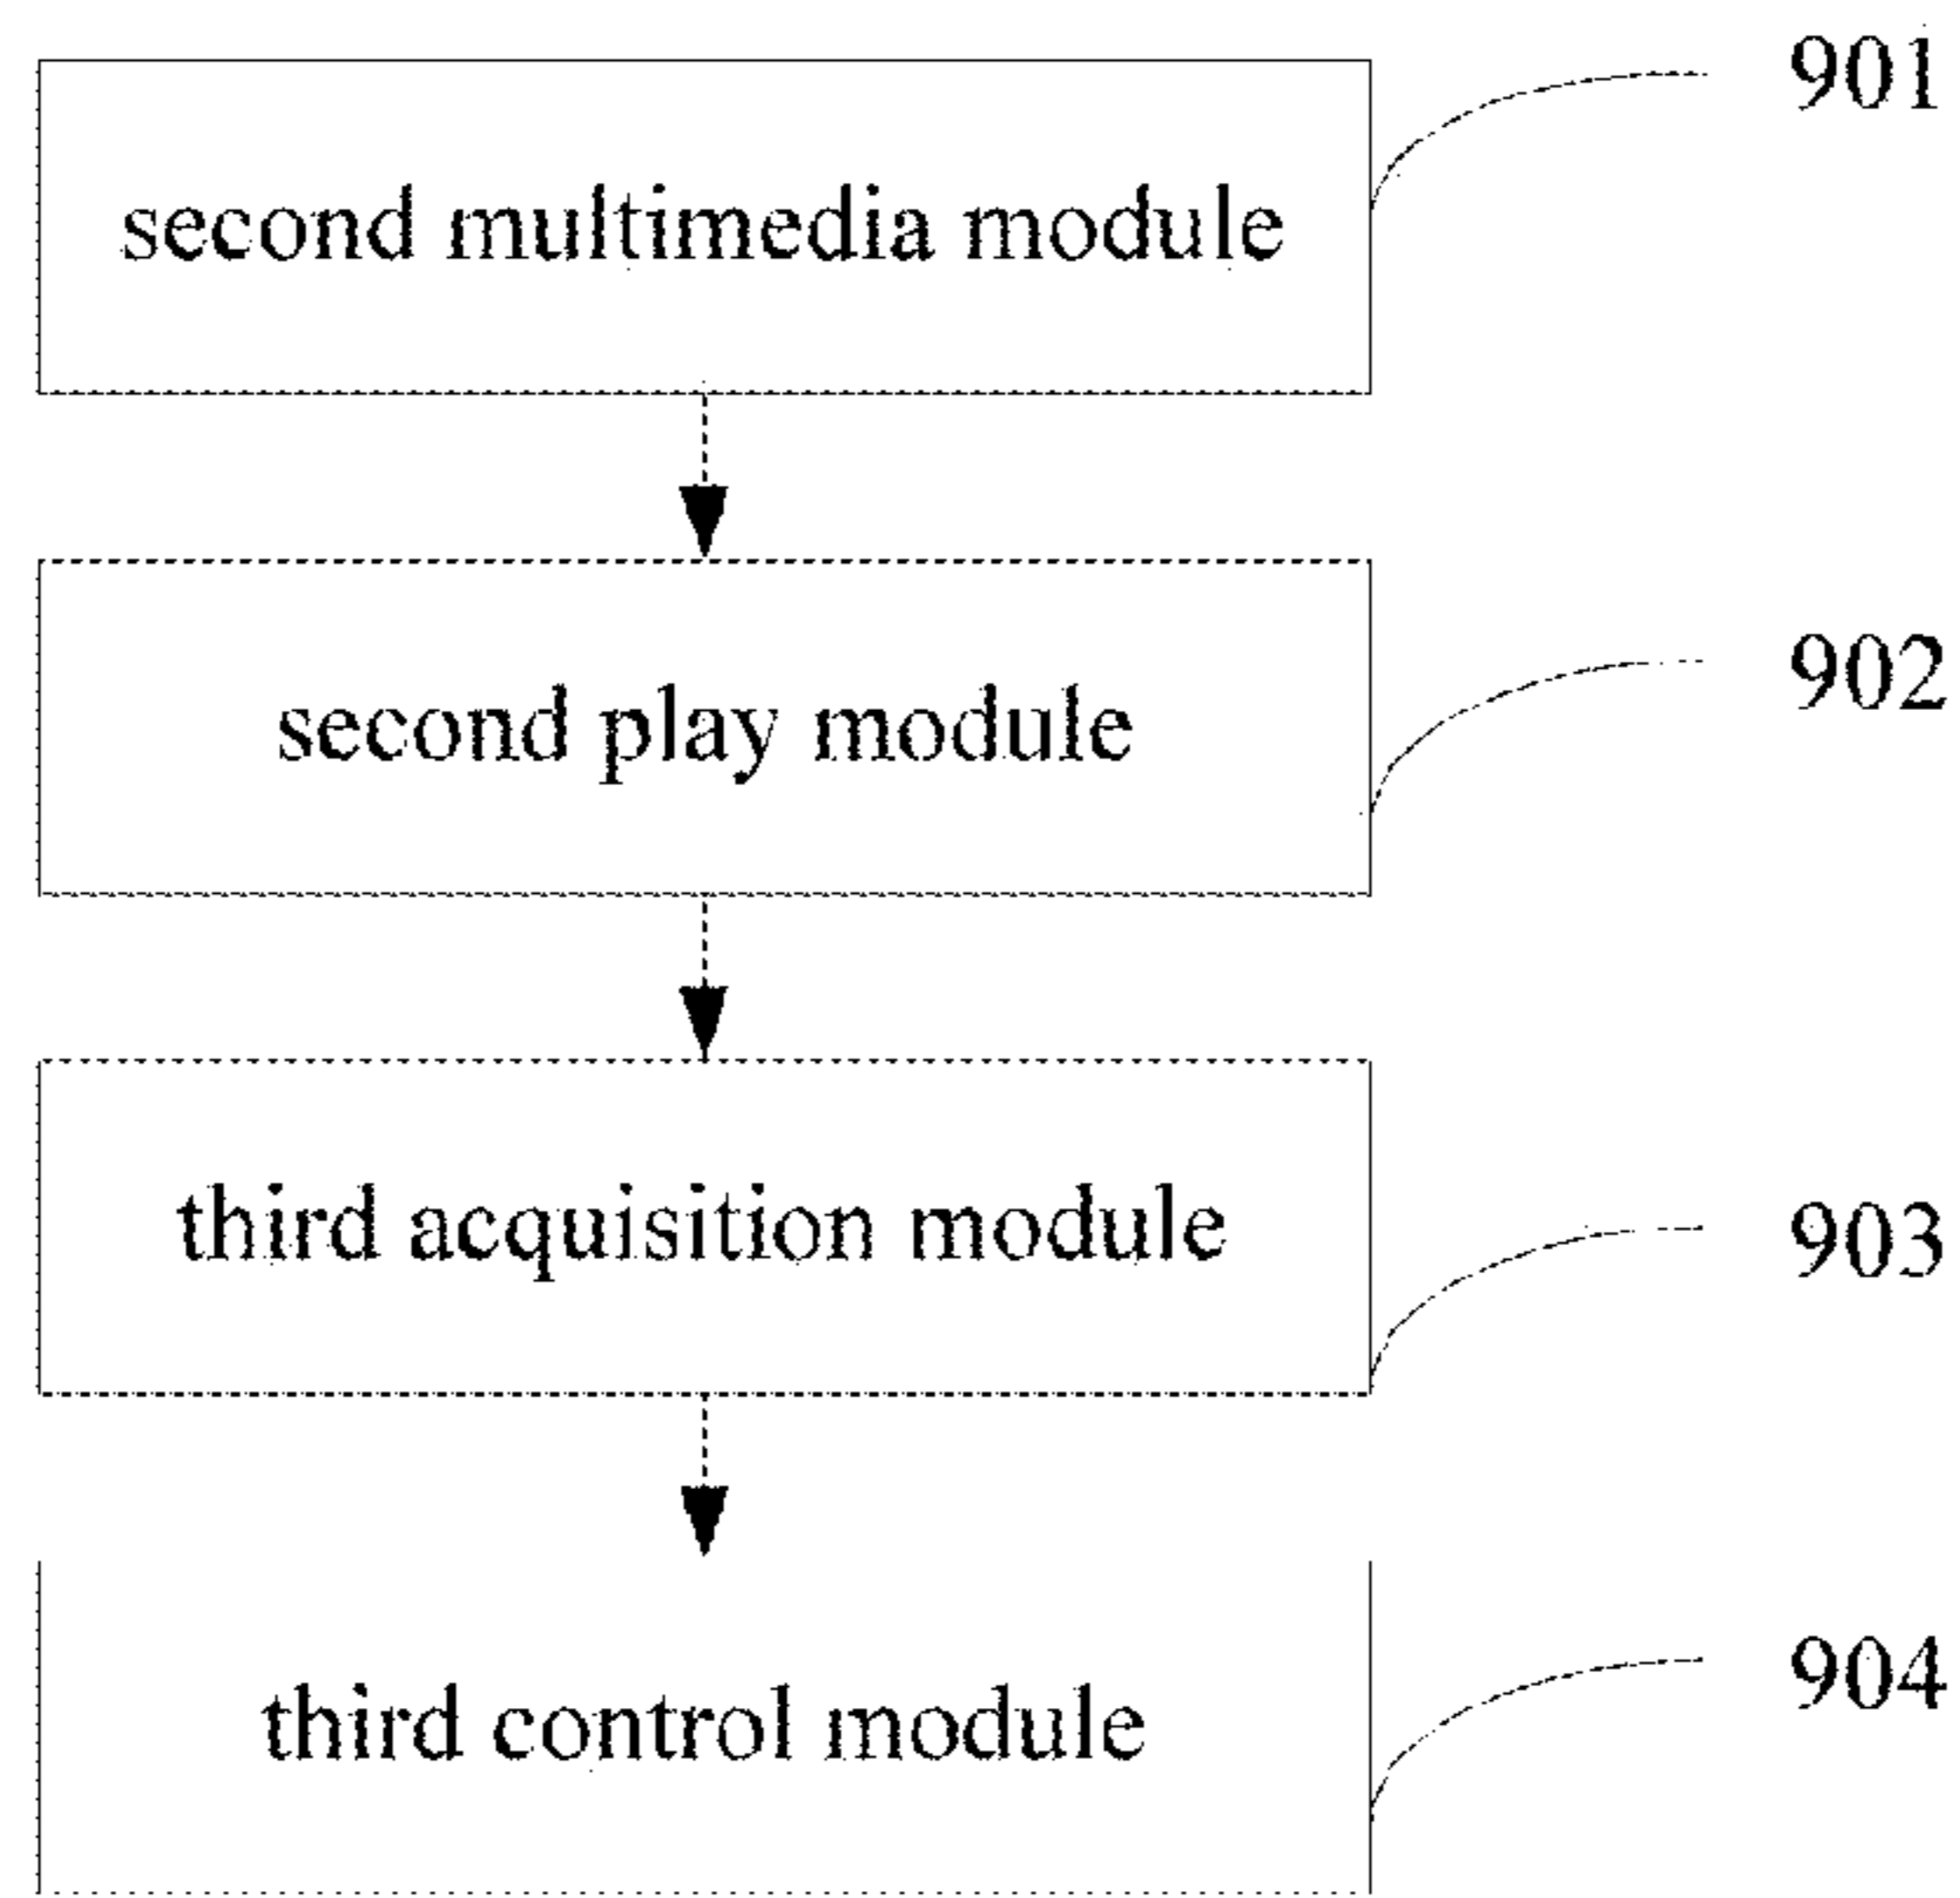 901
second multimedia module
902
second play module
903
third acquisition module
904
third control module